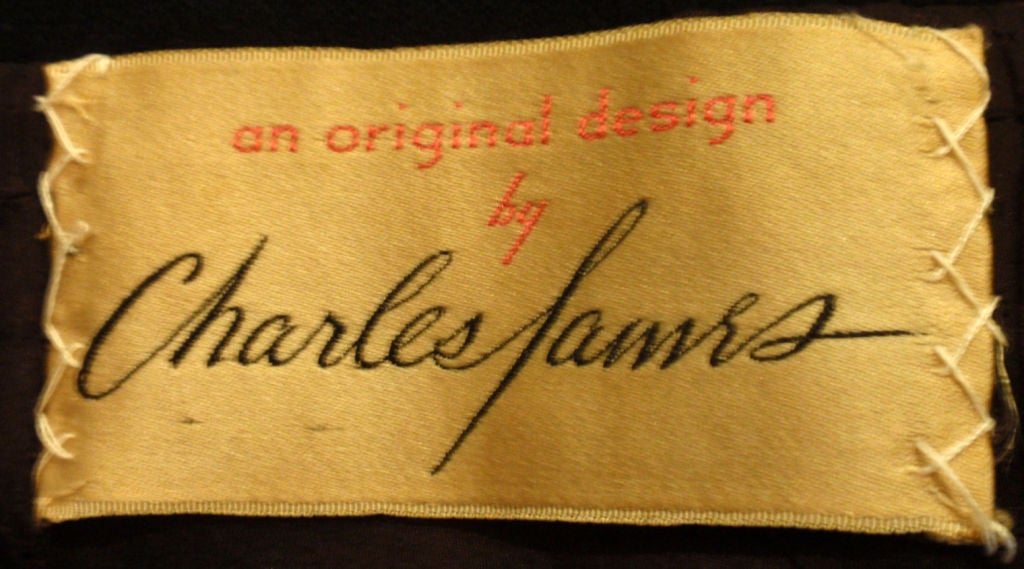 an original design
by
Charles James